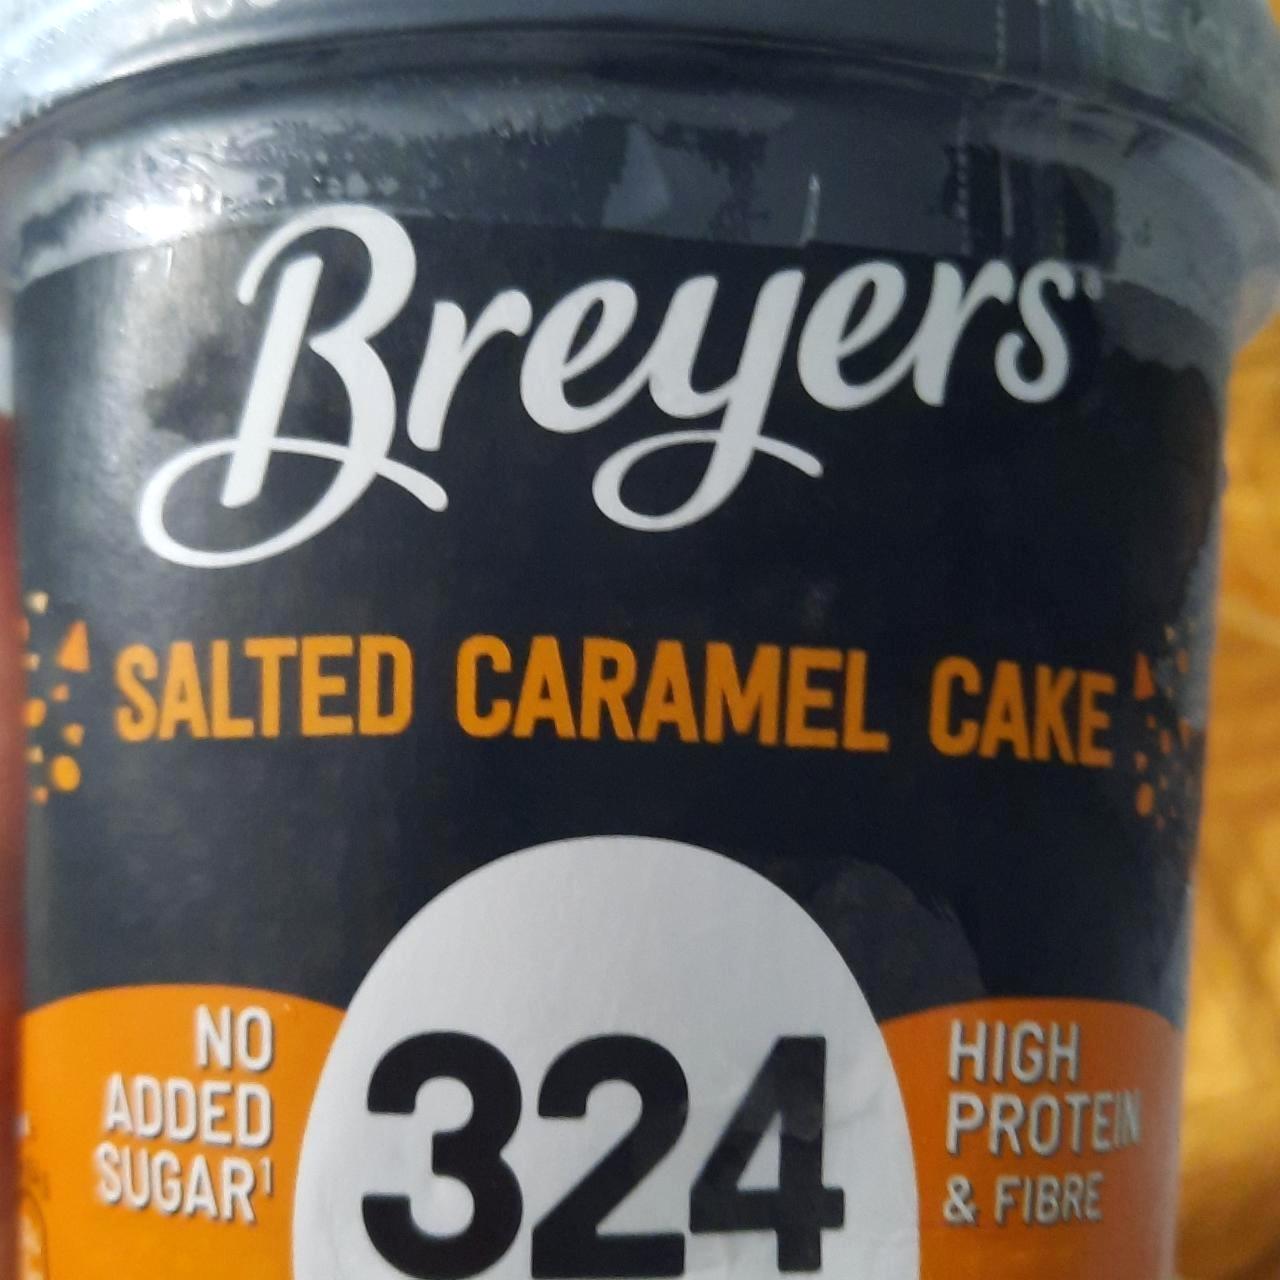 Breyers
SALTED CARAMEL CAKE
NO
ADDED
SUGAR¹
324
HIGH
PROTEIN
& FIBRE